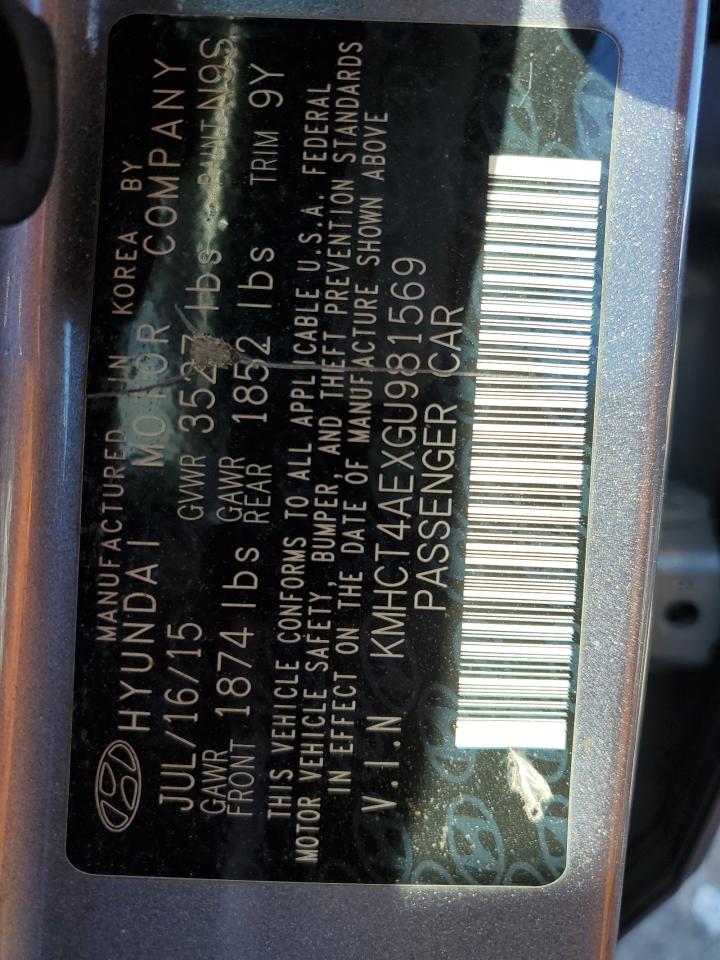 MANUFACTURED IN KOREA BY
HYUNDAI MOTOR COMPANY
JUL/16/15 GVWR 3527 lbs PAINT N9S
GAWR FRONT 1874 lbs GAWR REAR 1852 lbs TRIM 9Y
THIS VEHICLE CONFORMS TO ALL APPLICABLE U.S.A. FEDERAL
MOTOR VEHICLE SAFETY, BUMPER, AND THEFT PREVENTION STANDARDS
IN EFFECT ON THE DATE OF MANUFACTURE SHOWN ABOVE
V.I.N KMHCT4AEXGU981569
PASSENGER CAR